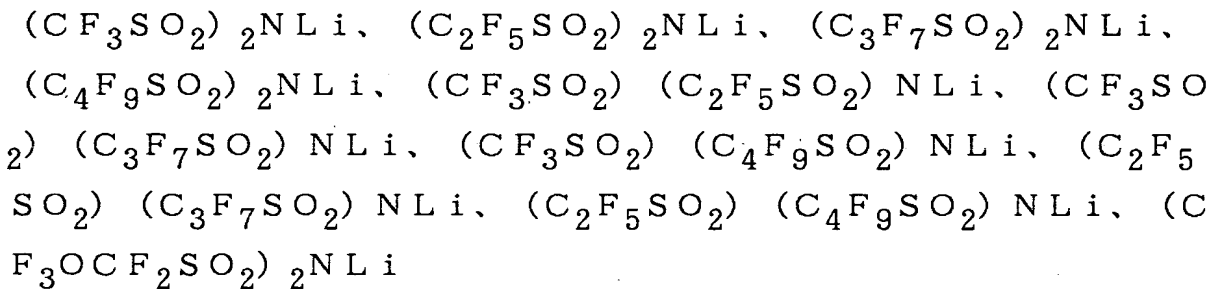 (CF₃SO₂)₂NLi、(C₂F₅SO₂)₂NLi、(C₃F₇SO₂)₂NLi、
(C₄F₉SO₂)₂NLi、(CF₃SO₂)(C₂F₅SO₂)NLi、(CF₃SO
₂)(C₃F₇SO₂)NLi、(CF₃SO₂)(C₄F₉SO₂)NLi、(C₂F₅
SO₂)(C₃F₇SO₂)NLi、(C₂F₅SO₂)(C₄F₉SO₂)NLi、(C
F₃OCF₂SO₂)₂NLi